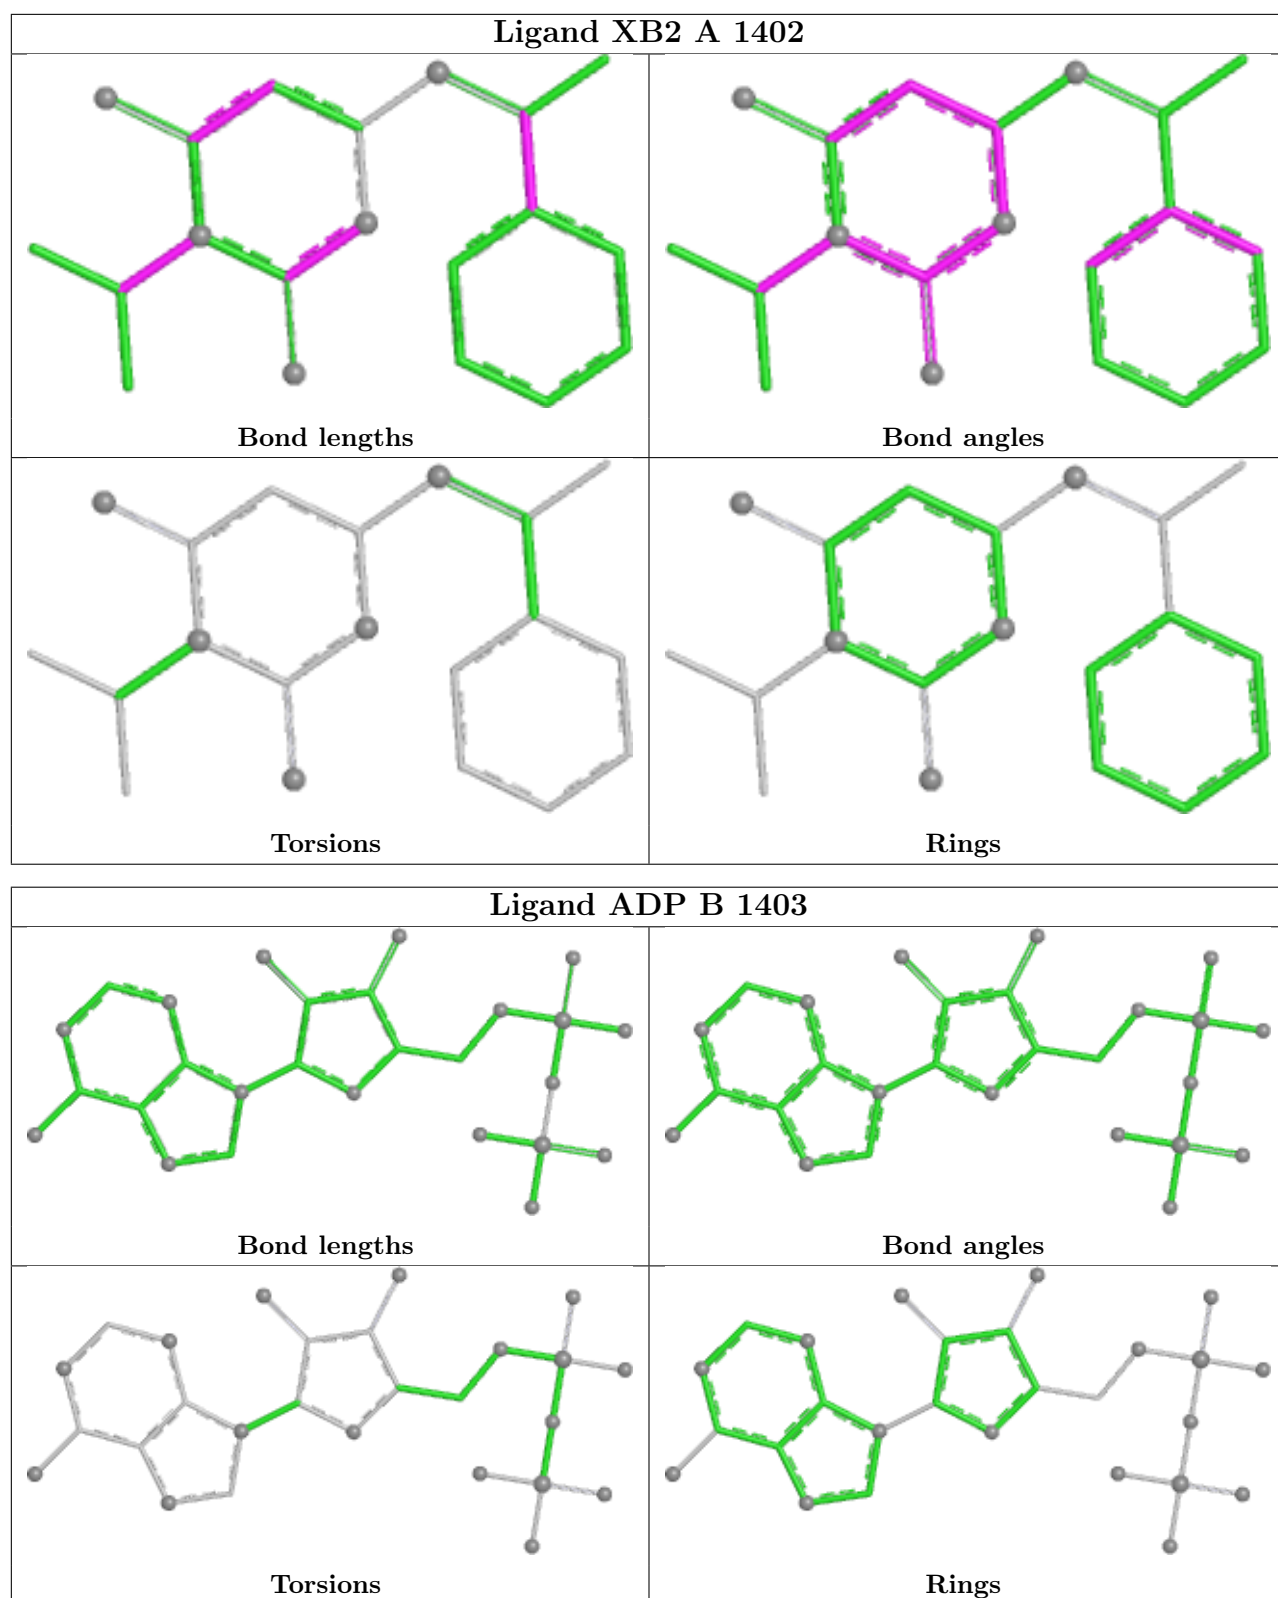 Ligand XB2 A 1402
Bond lengths
Bond angles
Torsions
Rings
Ligand ADP B 1403
Bond lengths
Bond angles
Torsions
Rings